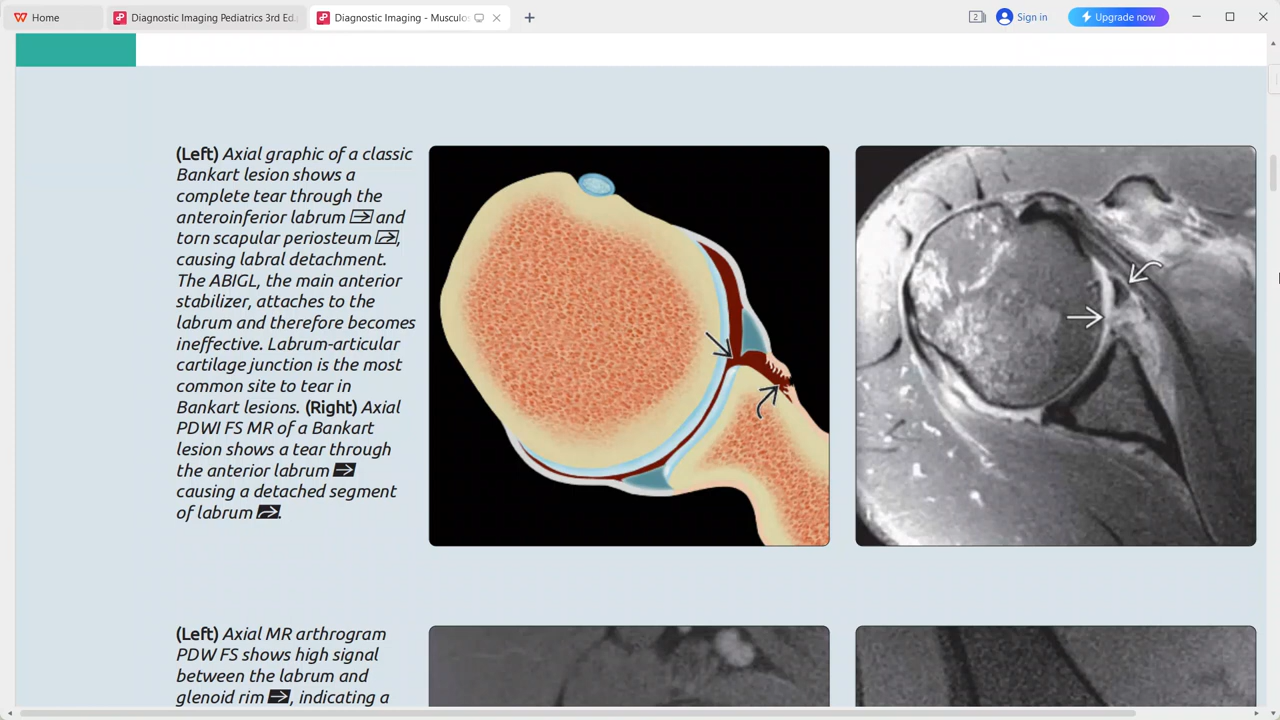 Home
Diagnostic Imaging Pediatrics 3rd Ed.
Diagnostic Imaging - Musculos
2
Sign in
Upgrade now
(Left) Axial graphic of a classic
Bankart lesion shows a
complete tear through the
anteroinferior labrum and
torn scapular periosteum ,
causing labral detachment.
The ABIGL, the main anterior
stabilizer, attaches to the
labrum and therefore becomes
ineffective. Labrum-articular
cartilage junction is the most
common site to tear in
Bankart lesions. (Right) Axial
PDWI FS MR of a Bankart
lesion shows a tear through
the anterior labrum
causing a detached segment
of labrum .
(Left) Axial MR arthrogram
PDW FS shows high signal
between the labrum and
glenoid rim , indicating a